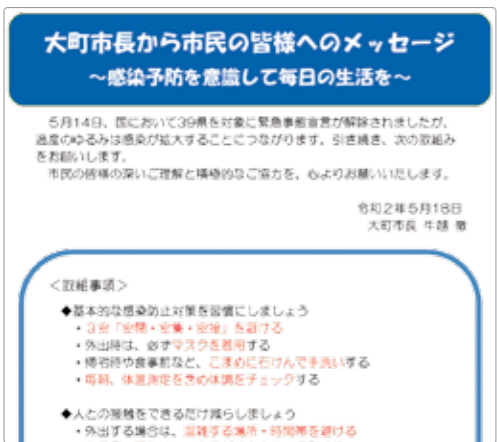 大町市長から市民の皆様へのメッセージ
～感染予防を意識して毎日の生活を～
5月14日、国において39県を対象に緊急事態宣言が解除されましたが、
過度のゆるみは感染が拡大することにつながります。引き続き、次の取組み
をお願いします。
市民の皆様の深いご理解と積極的なご協力を、心よりお願いいたします。
令和2年5月18日
大町市長 牛越 徹
＜取組事項＞
◆基本的な感染防止対策を習慣にしましょう
・3密「密閉・密集・密接」を避ける
・外出時は、必ずマスクを着用する
・帰宅時や食事前など、こまめに石けんで手洗いする
・毎朝、体温測定を含め体調をチェックする
◆人との接触をできるだけ減らしましょう
・外出する場合は、混雑する場所・時間帯を避ける